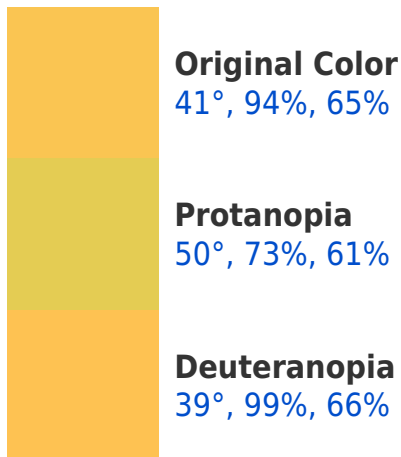 Original Color
41°, 94%, 65%
Protanopia
50°, 73%, 61%
Deuteranopia
39°, 99%, 66%